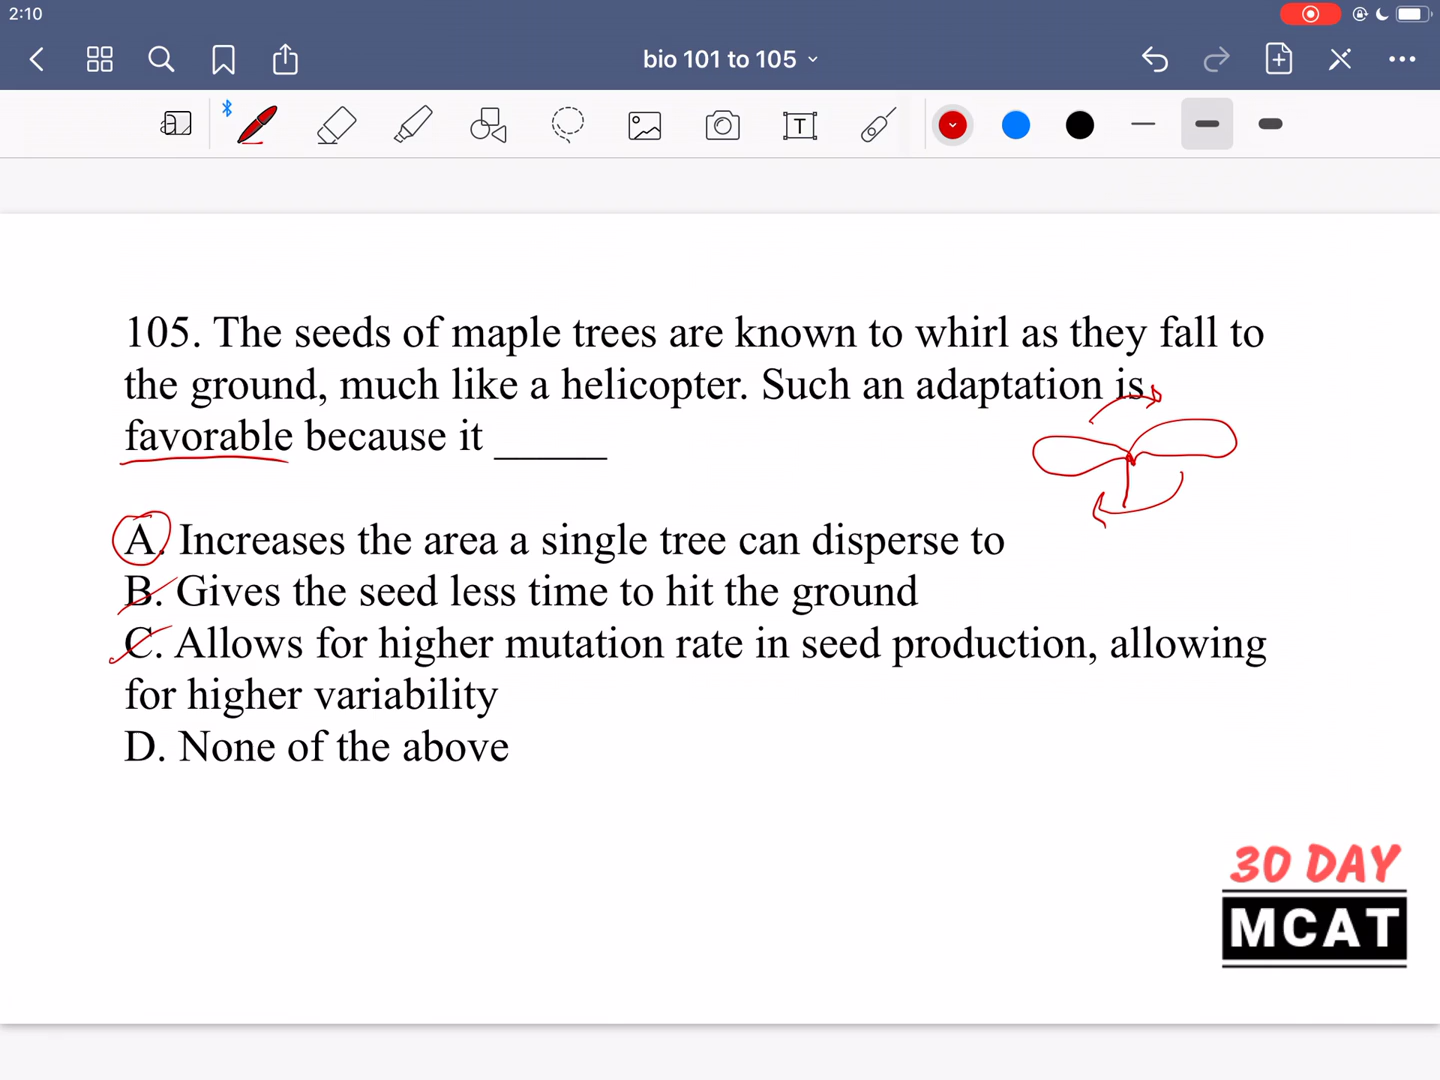 2:10
bio 101 to 105
T
105. The seeds of maple trees are known to whirl as they fall to
the ground, much like a helicopter. Such an adaptation is
favorable because it _____
A. Increases the area a single tree can disperse to
B. Gives the seed less time to hit the ground
C. Allows for higher mutation rate in seed production, allowing
for higher variability
D. None of the above
30 DAY
MCAT